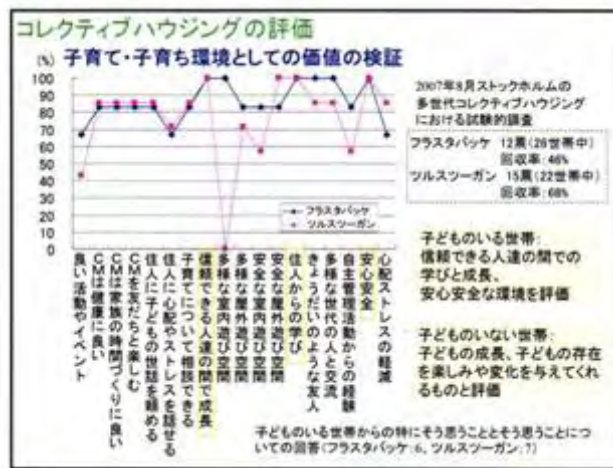 コレクティブハウジングの評価
(%) 子育て・子育ち環境としての価値の検証
100
90
80
70
60
50
40
30
20
10
0
フラスタバッケ
ツルスツーガン
良い活動やイベント
CMは健康に良い
CMは家族の時間づくりに良い
CMを友だちと楽しむ
住人に子どもの世話を頼める
住人に心配やストレスを話せる
子育てについて相談できる
信頼できる人達の間で成長
多様な室内遊び空間
多様な屋外遊び空間
安全な室内遊び空間
安全な屋外遊び空間
住人からの学び
きょうだいのような友人
多様な世代の人と交流
自主管理活動からの経験
安心安全
心配ストレスの軽減
2007年8月ストックホルムの
多世代コレクティブハウジング
における試験的調査
フラスタバッケ 12票(26世帯中)
回収率:46%
ツルスツーガン 15票(22世帯中)
回収率:68%
子どものいる世帯:
信頼できる人達の間での
学びと成長、
安心安全な環境を評価
子どものいない世帯:
子どもの成長、子どもの存在
を楽しみや変化を与えてくれ
るものと評価
子どものいる世帯からの特にそう思うこととそう思うことにつ
いての回答(フラスタバッケ:6、ツルスツーガン:7)